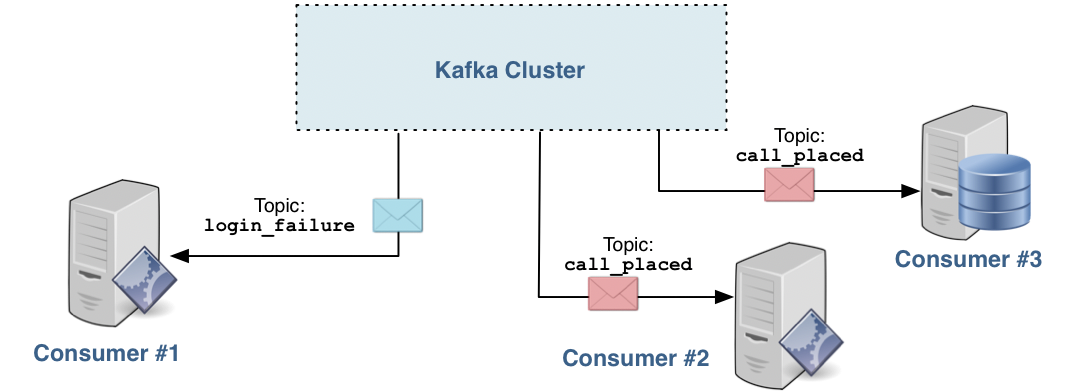 Kafka Cluster
Topic:
call_placed
Topic:
login_failure
Topic:
call_placed
Consumer #3
Consumer #1
Consumer #2